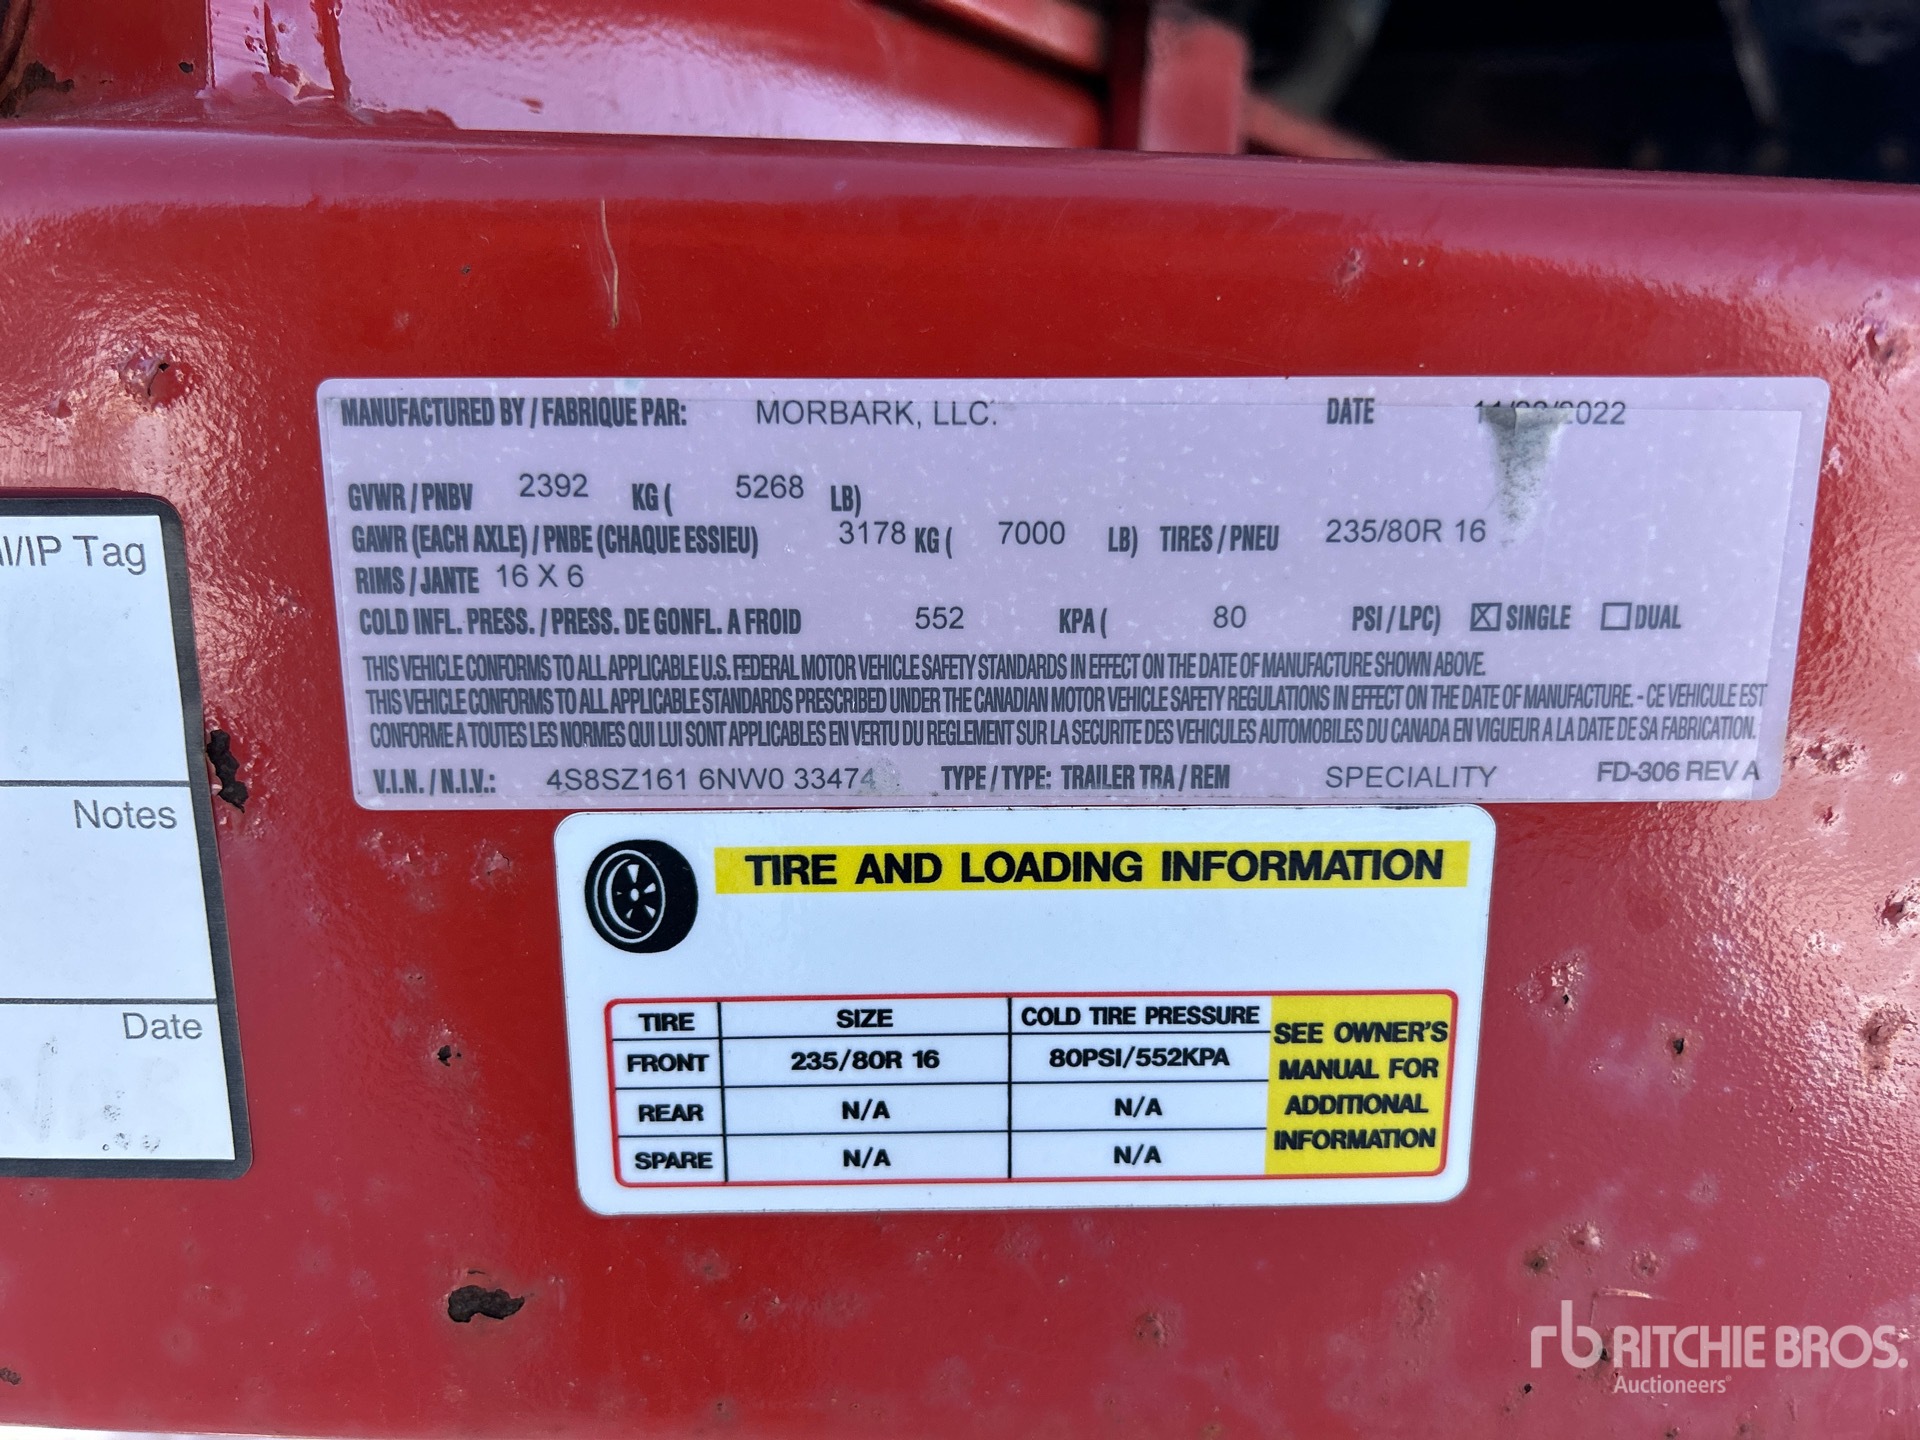 MANUFACTURED BY / FABRIQUE PAR: MORBARK, LLC. DATE 2022
GVWR / PNBV 2392 KG ( 5268 LB)
GAWR (EACH AXLE) / PNBE (CHAQUE ESSIEU) 3178 KG ( 7000 LB) TIRES / PNEU 235/80R 16
RIMS / JANTE 16 X 6
COLD INFL. PRESS. / PRESS. DE GONFL. A FROID 552 KPA ( 80 PSI / LPC) ☒ SINGLE ☐ DUAL
THIS VEHICLE CONFORMS TO ALL APPLICABLE U.S. FEDERAL MOTOR VEHICLE SAFETY STANDARDS IN EFFECT ON THE DATE OF MANUFACTURE SHOWN ABOVE.
THIS VEHICLE CONFORMS TO ALL APPLICABLE STANDARDS PRESCRIBED UNDER THE CANADIAN MOTOR VEHICLE SAFETY REGULATIONS IN EFFECT ON THE DATE OF MANUFACTURE. - CE VEHICULE EST
CONFORME A TOUTES LES NORMES QUI LUI SONT APPLICABLES EN VERTU DU REGLEMENT SUR LA SECURITE DES VEHICULES AUTOMOBILES DU CANADA EN VIGUEUR A LA DATE DE SA FABRICATION.
V.I.N. / N.I.V.: 4S8SZ161 6NW0 33474 TYPE / TYPE: TRAILER TRA / REM SPECIALITY FD-306 REV A
/IP Tag
Notes
Date
TIRE AND LOADING INFORMATION
TIRE SIZE COLD TIRE PRESSURE
FRONT 235/80R 16 80PSI/552KPA
REAR N/A N/A
SPARE N/A N/A
SEE OWNER'S
MANUAL FOR
ADDITIONAL
INFORMATION
rb RITCHIE BROS.
Auctioneers